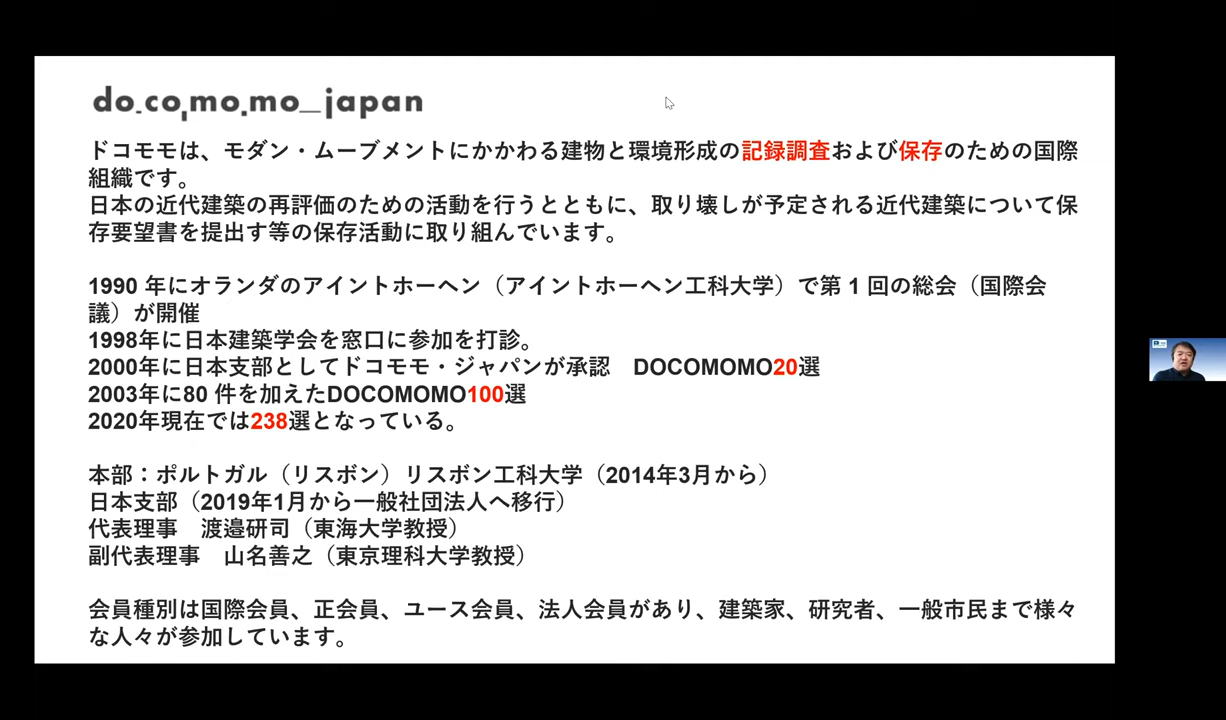 do_co,mo.mo_japan
ドコモモは、モダン・ムーブメントにかかわる建物と環境形成の記録調査および保存のための国際
組織です。
日本の近代建築の再評価のための活動を行うとともに、取り壊しが予定される近代建築について保
存要望書を提出す等の保存活動に取り組んでいます。
1990 年にオランダのアイントホーヘン（アイントホーヘン工科大学）で第 1 回の総会（国際会
議）が開催
1998年に日本建築学会を窓口に参加を打診。
2000年に日本支部としてドコモモ・ジャパンが承認　DOCOMOMO20選
2003年に80 件を加えたDOCOMOMO100選
2020年現在では238選となっている。
本部：ポルトガル（リスボン）リスボン工科大学（2014年3月から）
日本支部（2019年1月から一般社団法人へ移行）
代表理事　渡邉研司（東海大学教授）
副代表理事　山名善之（東京理科大学教授）
会員種別は国際会員、正会員、ユース会員、法人会員があり、建築家、研究者、一般市民まで様々
な人々が参加しています。